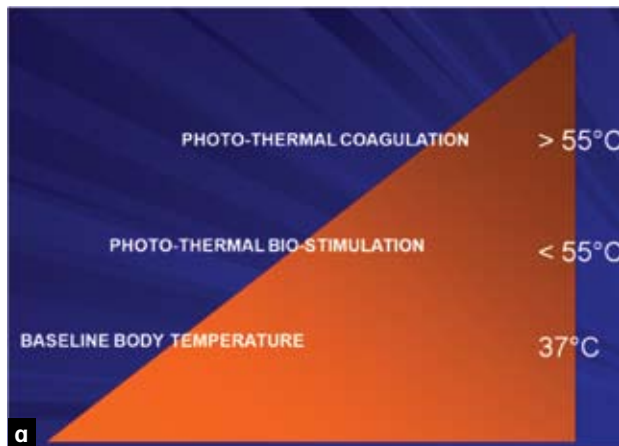 PHOTO-THERMAL COAGULATION > 55°C
PHOTO-THERMAL BIO-STIMULATION < 55°C
BASELINE BODY TEMPERATURE 37°C
a